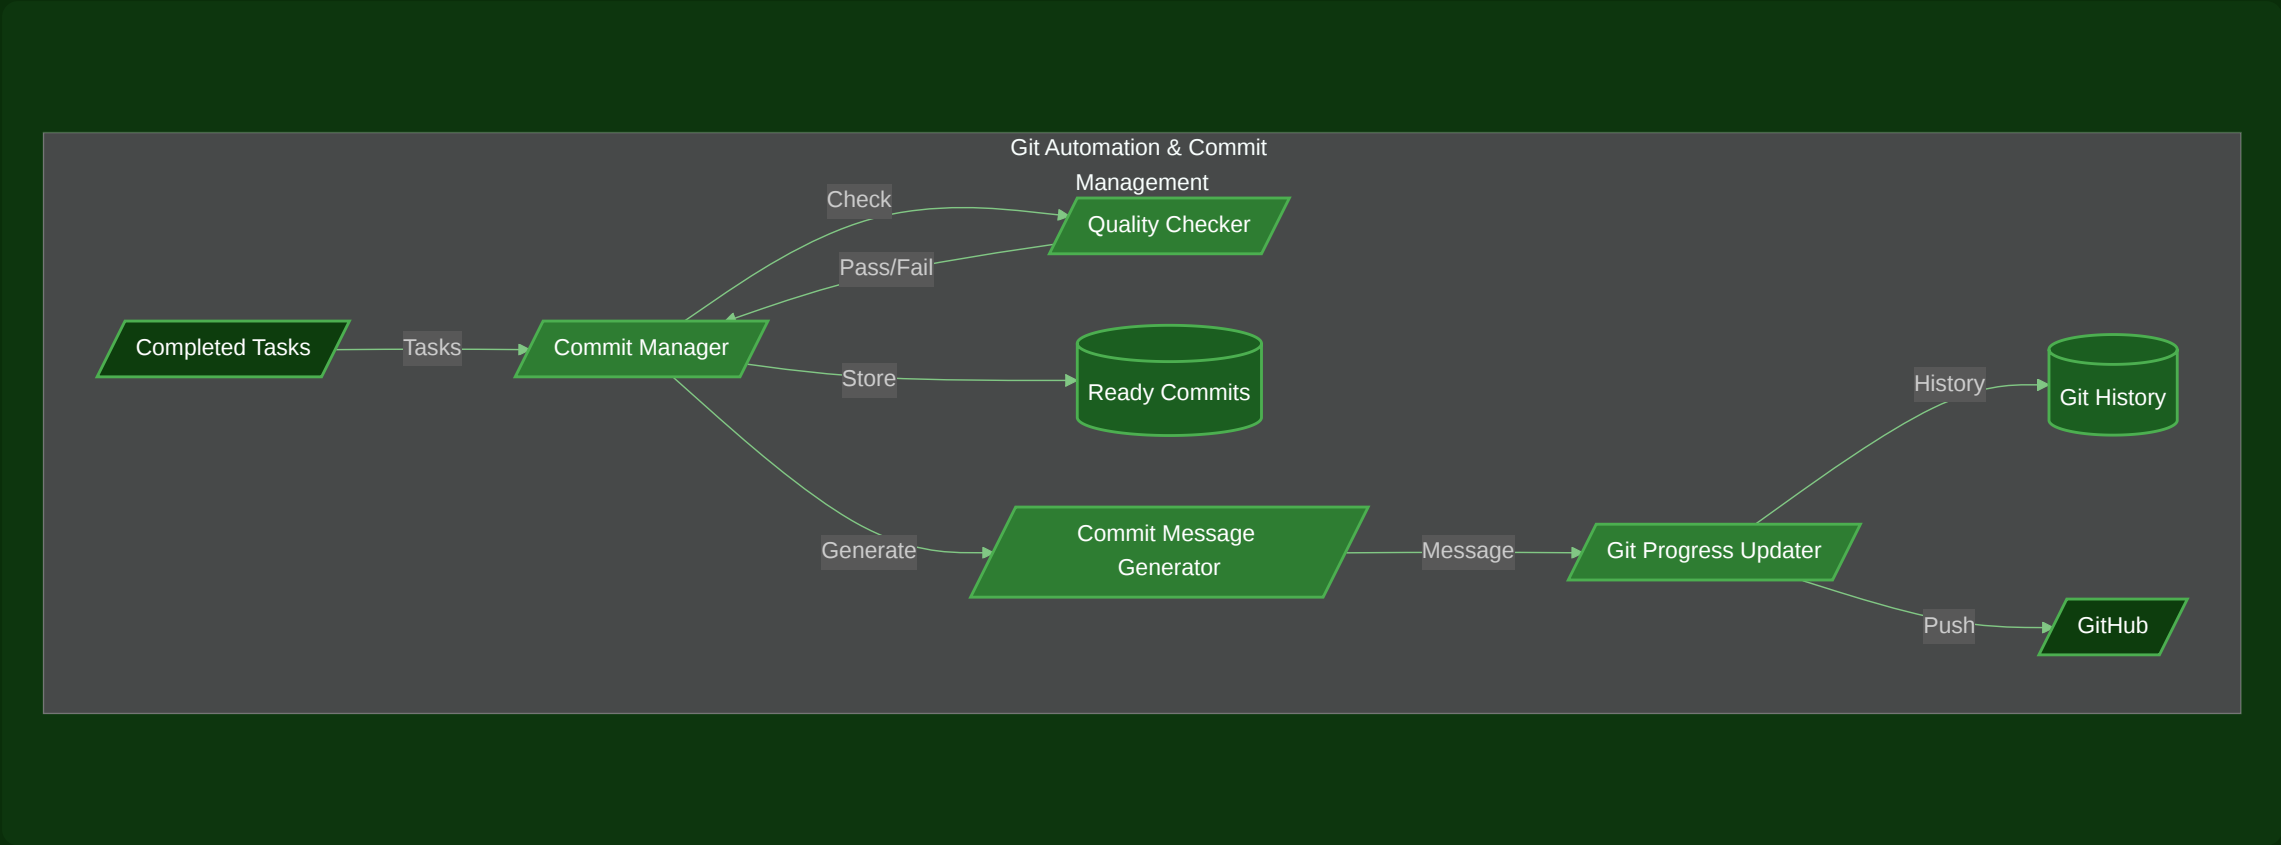 Git Automation & Commit
Management
Check
Quality Checker
Pass/Fail
Completed Tasks
Tasks
Commit Manager
Store
Ready Commits
History
Git History
Generate
Commit Message
Generator
Message
Git Progress Updater
Push
GitHub